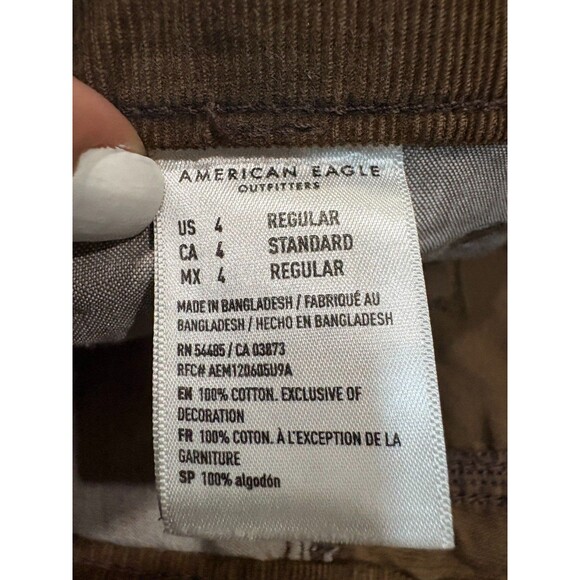 AMERICAN EAGLE
OUTFITTERS
US 4 REGULAR
CA 4 STANDARD
MX 4 REGULAR
MADE IN BANGLADESH / FABRIQUÉ AU
BANGLADESH / HECHO EN BANGLADESH
RN 54485 / CA 03873
RFC# AEM120605U9A
EN 100% COTTON. EXCLUSIVE OF
DECORATION
FR 100% COTON. À L'EXCEPTION DE LA
GARNITURE
SP 100% algodón